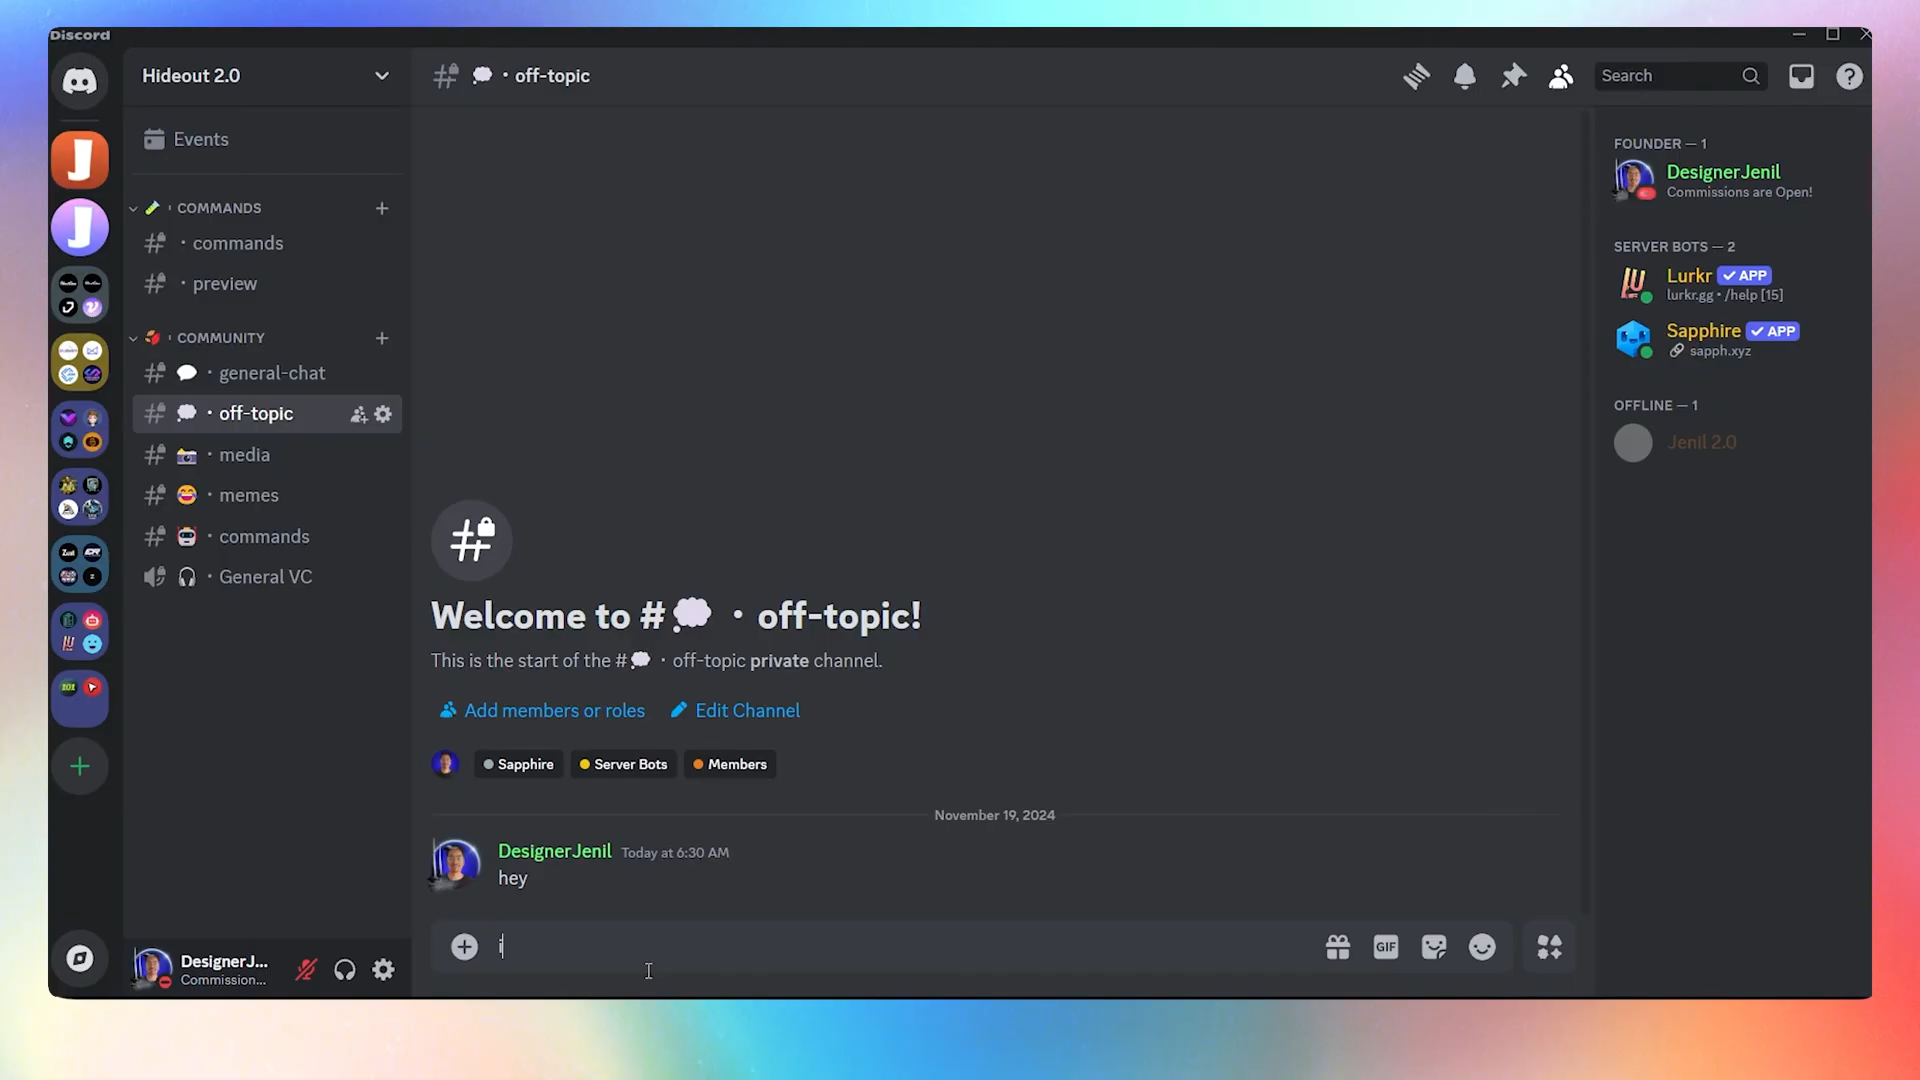 Discord
Hideout 2.0
Events
COMMANDS
commands
preview
COMMUNITY
general-chat
off-topic
media
memes
commands
General VC
DesignerJ...
Commission...
off-topic
Search
Welcome to # off-topic!
This is the start of the # off-topic private channel.
Add members or roles
Edit Channel
Sapphire
Server Bots
Members
November 19, 2024
DesignerJenil Today at 6:30 AM
hey
i
GIF
FOUNDER — 1
DesignerJenil
Commissions are Open!
SERVER BOTS — 2
Lurkr APP
lurkr.gg • /help [15]
Sapphire APP
sapph.xyz
OFFLINE — 1
Jenil 2.0